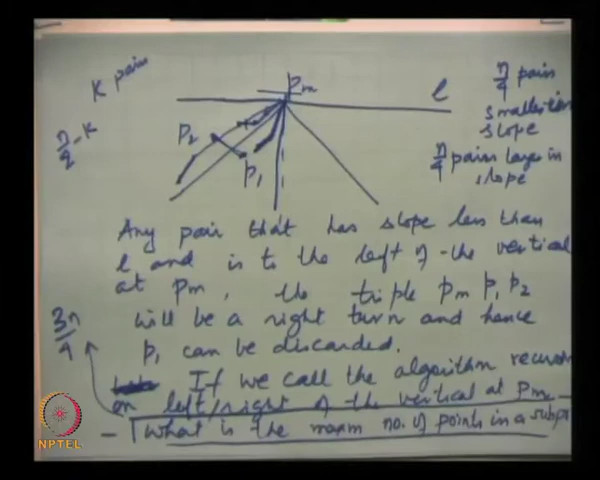 K pairs
n/2 - K
Pm
l
n/4 pairs
smaller in
slope
n/4 pairs larger in
slope
P2
P1
Any pair that has slope less than
l and is to the left of the vertical
at Pm, the triple Pm P1 P2
will be a right turn and hence
P1 can be discarded.
3n/4
If we call the algorithm recursi
on left/right of the vertical at Pm -
- What is the maxm no. of points in a subpr
NPTEL